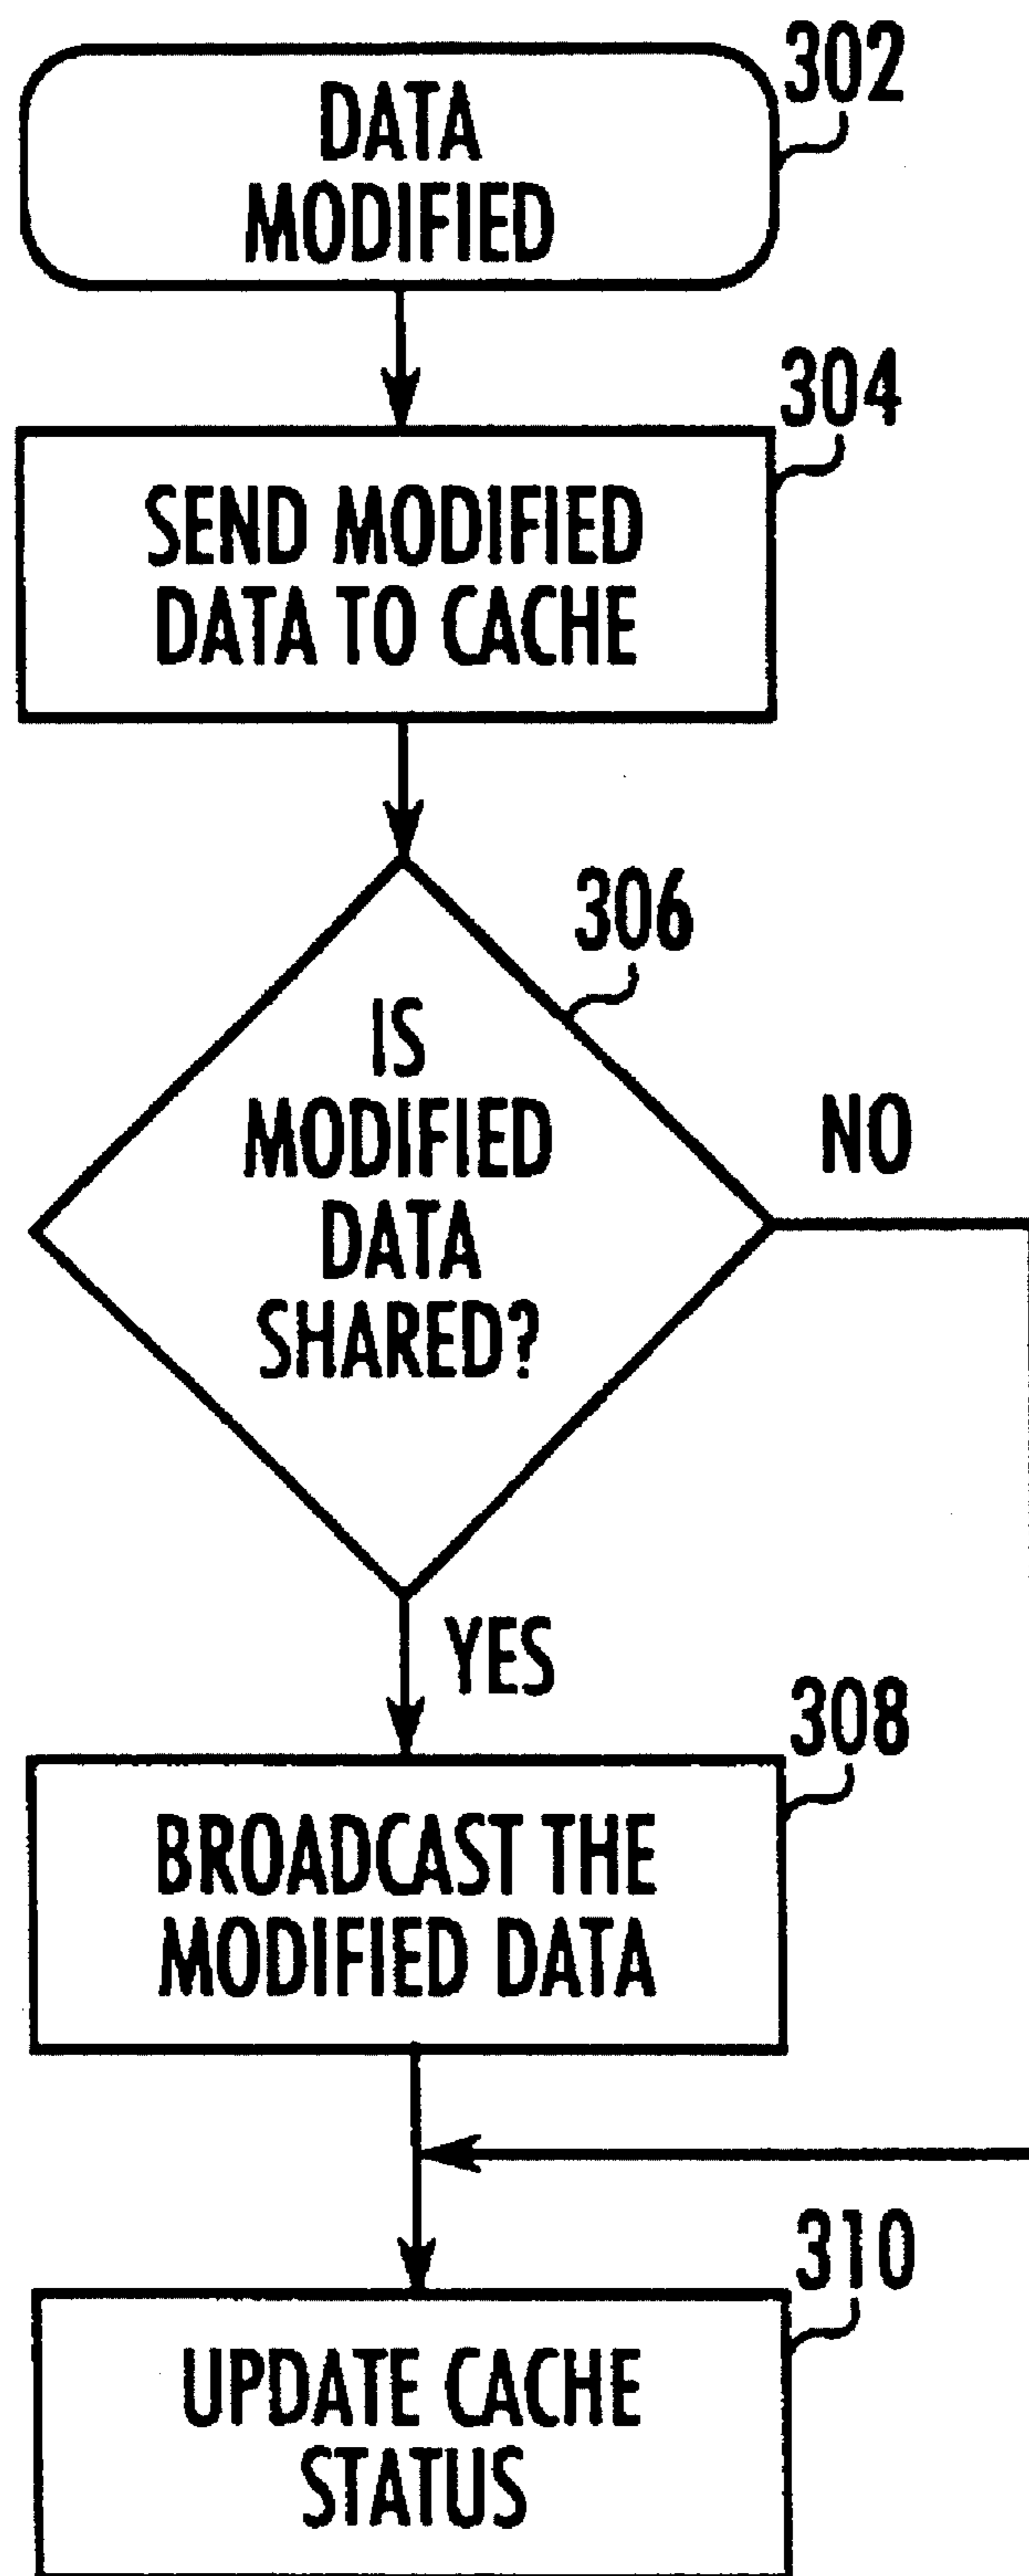 302
DATA
MODIFIED
304
SEND MODIFIED
DATA TO CACHE
306
IS
MODIFIED
DATA
SHARED?
NO
YES
308
BROADCAST THE
MODIFIED DATA
310
UPDATE CACHE
STATUS